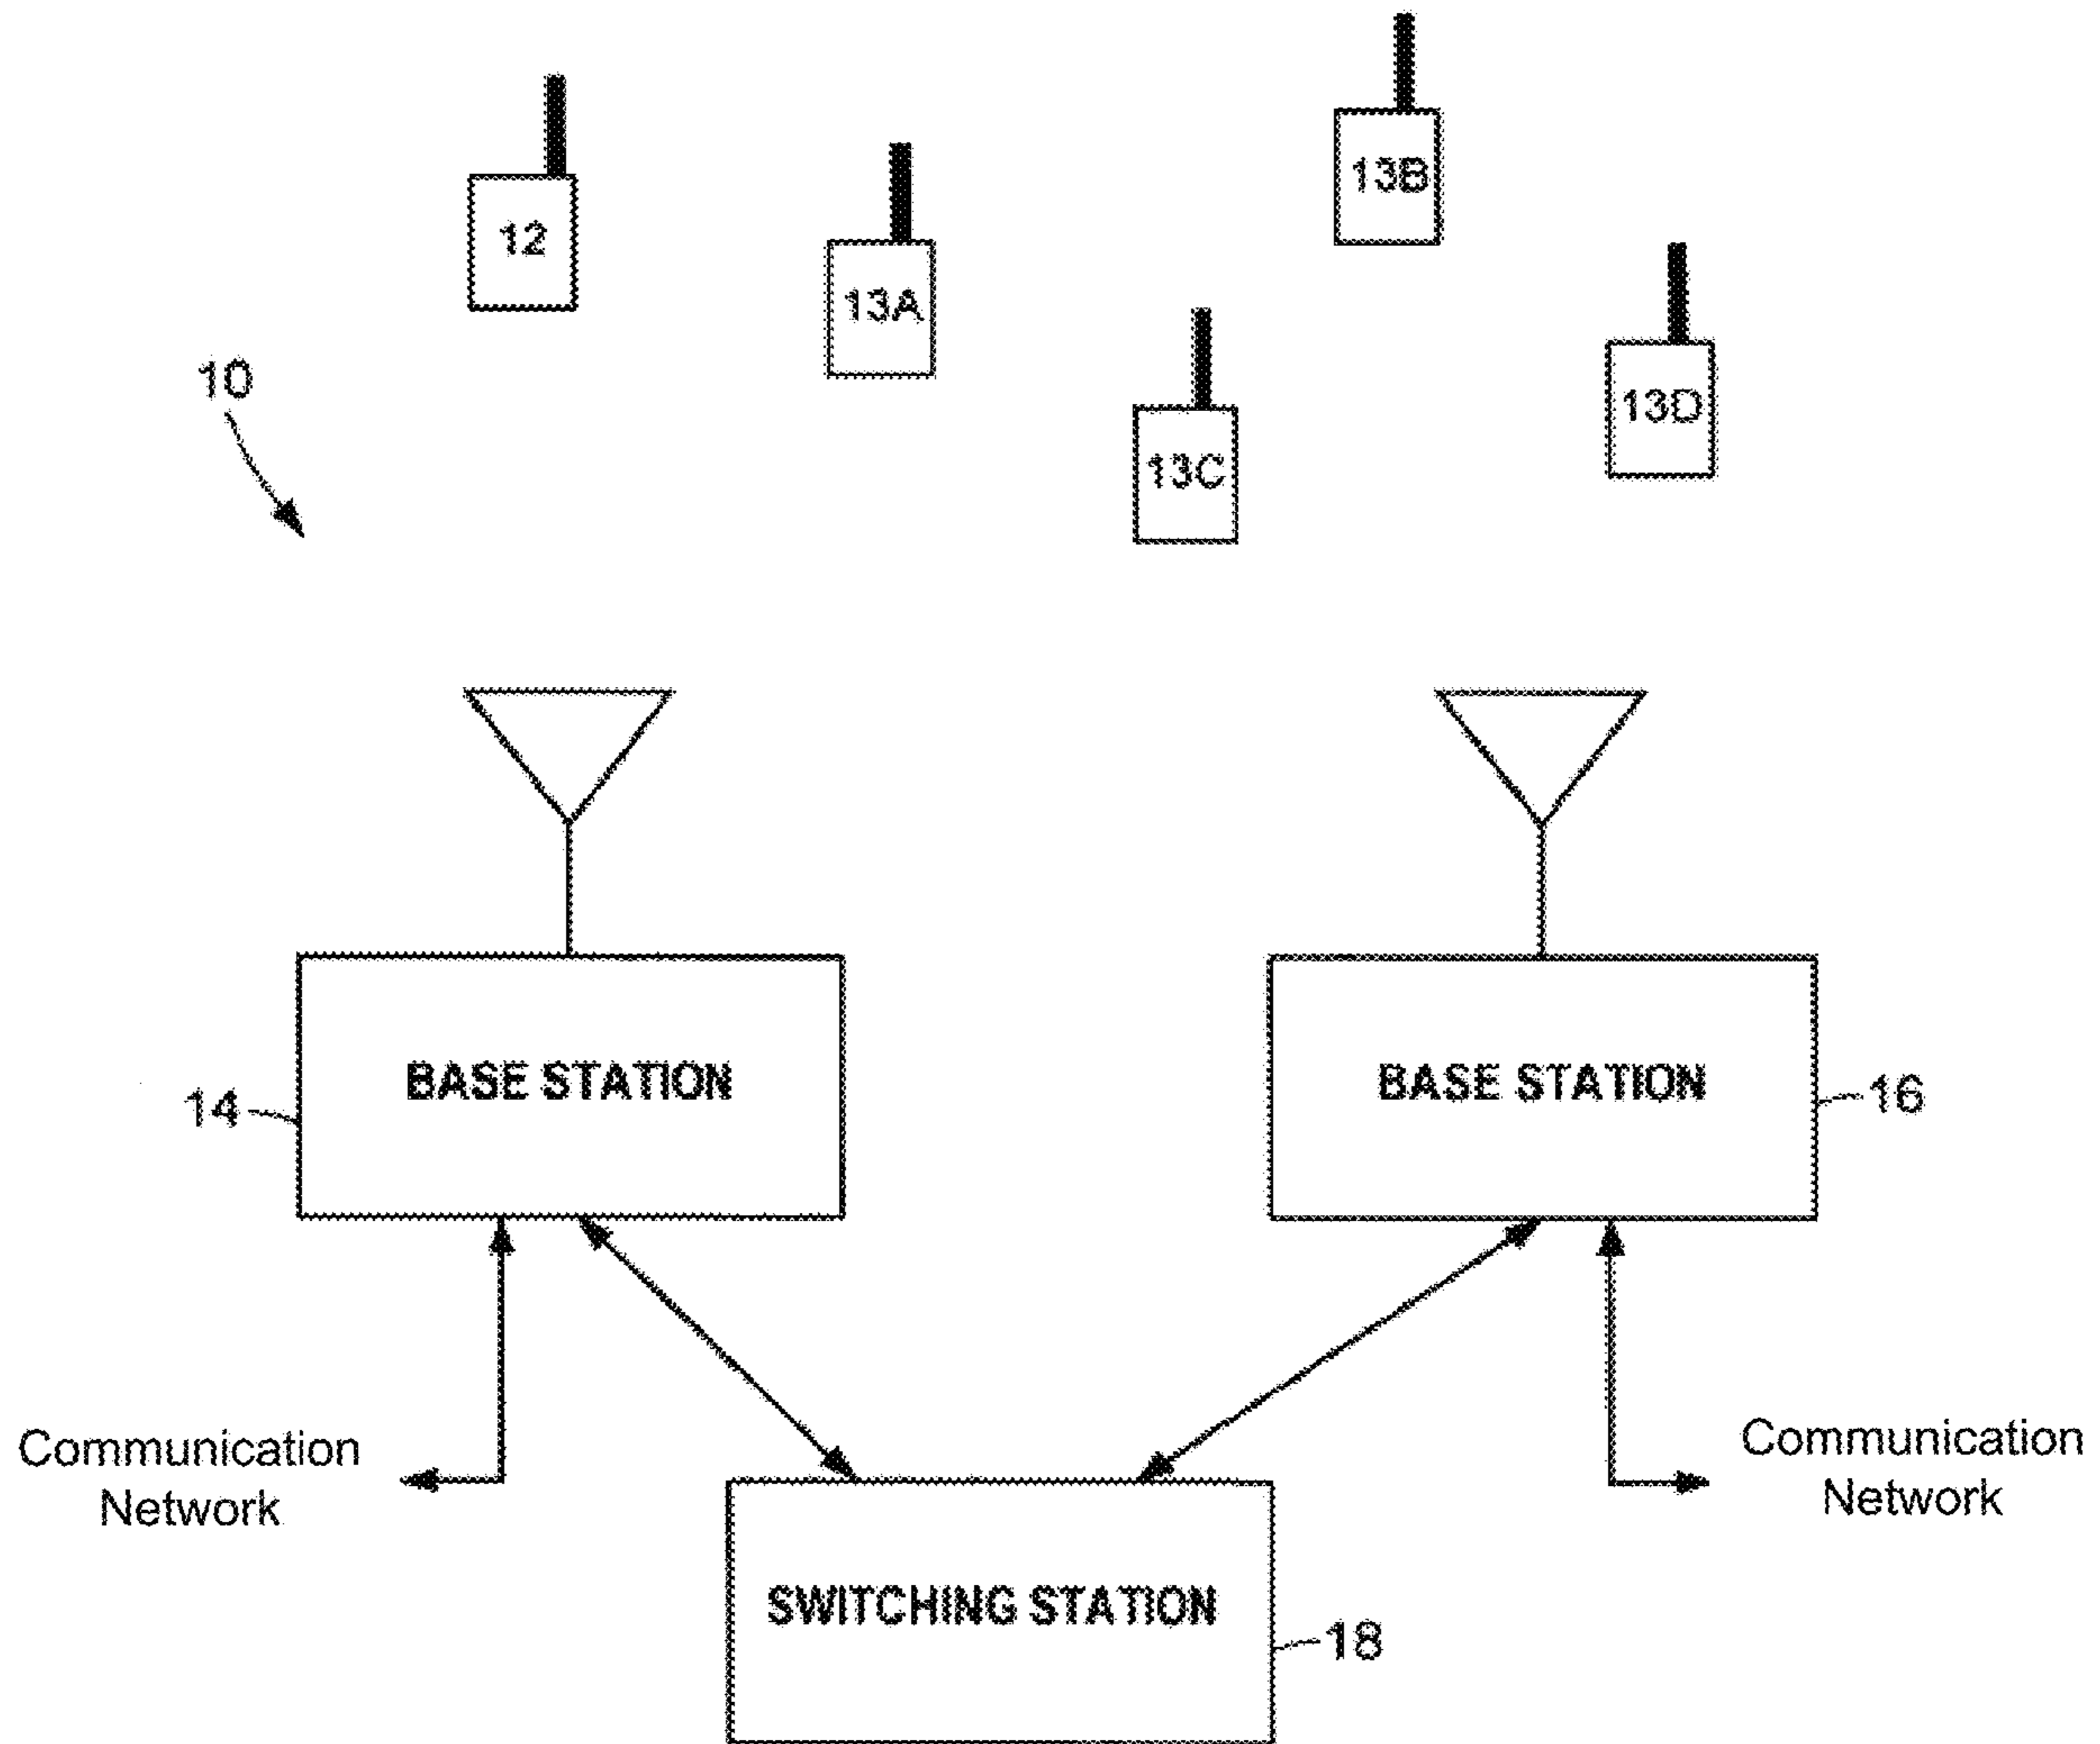 13B
12
13A
10
13D
13C
BASE STATION
BASE STATION
14
16
Communication
Network
Communication
Network
SWITCHING STATION
18